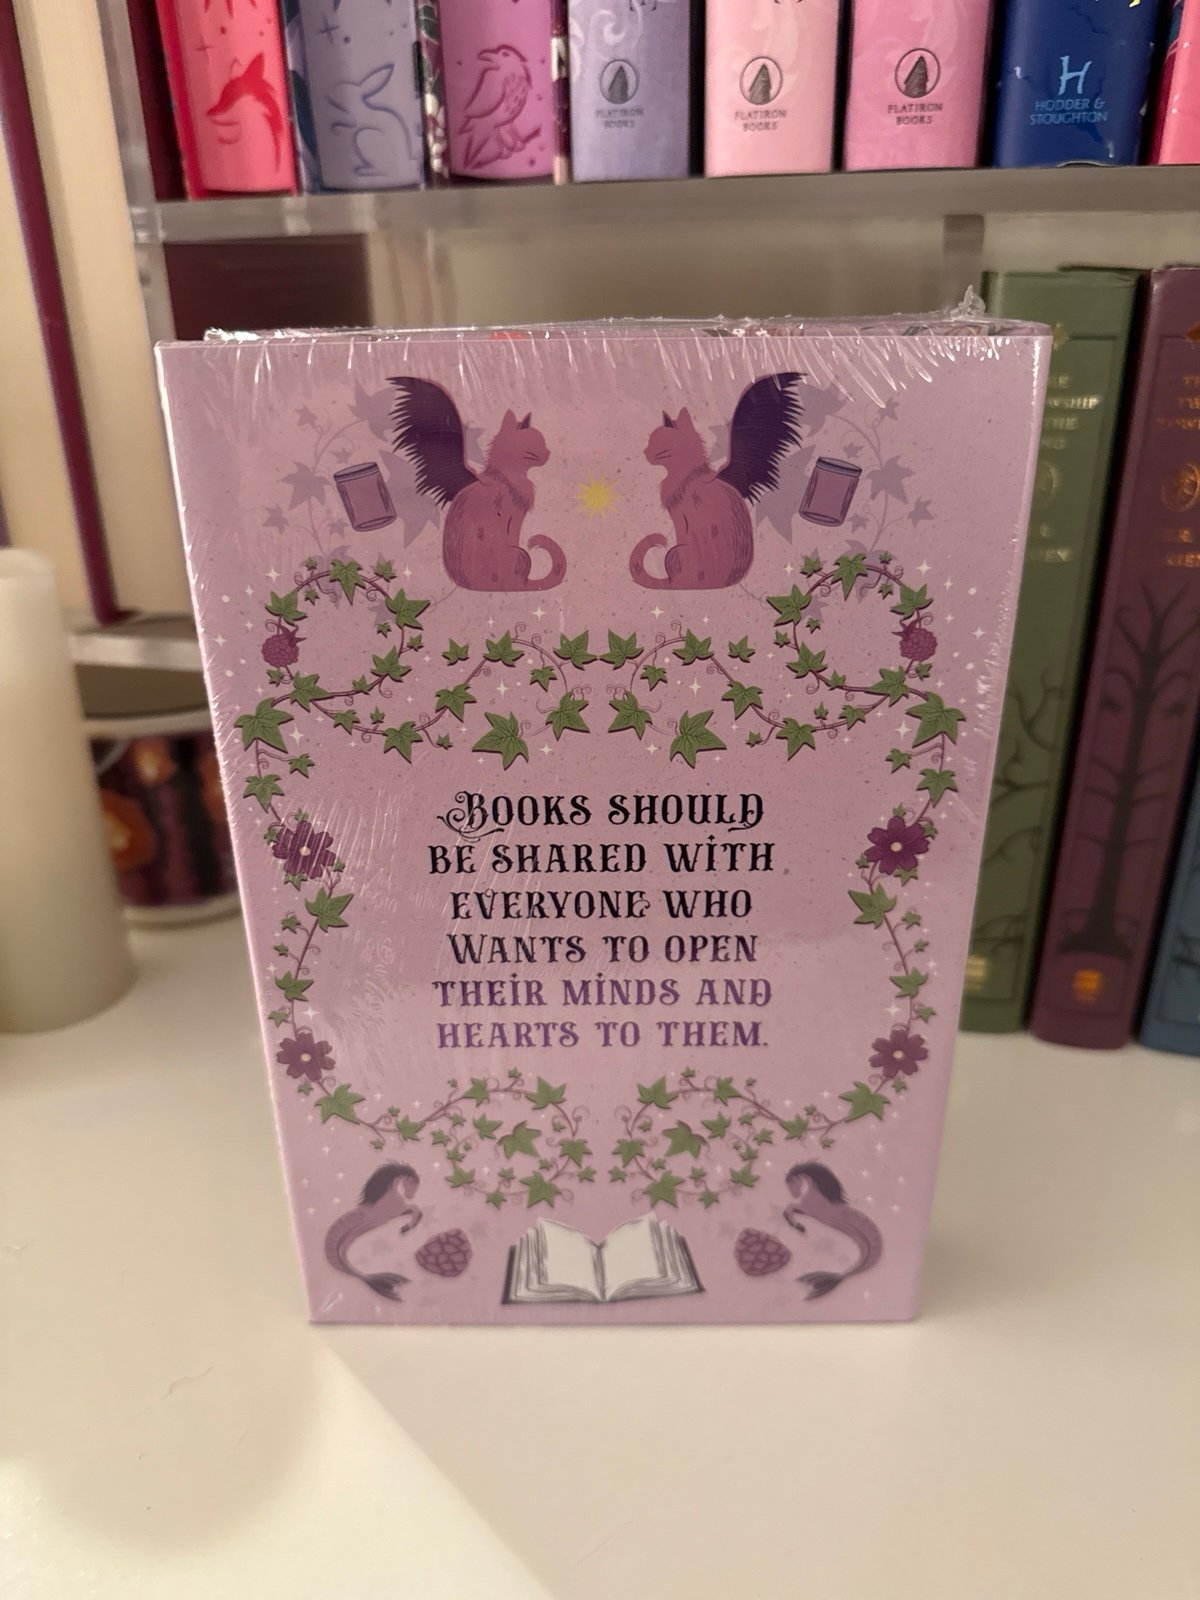 FLATIRON
BOOKS
FLATIRON
BOOKS
FLATIRON
BOOKS
H
HODDER &
STOUGHTON
BOOKS SHOULD
BE SHARED WITH
EVERYONE WHO
WANTS TO OPEN
THEIR MINDS AND
HEARTS TO THEM.